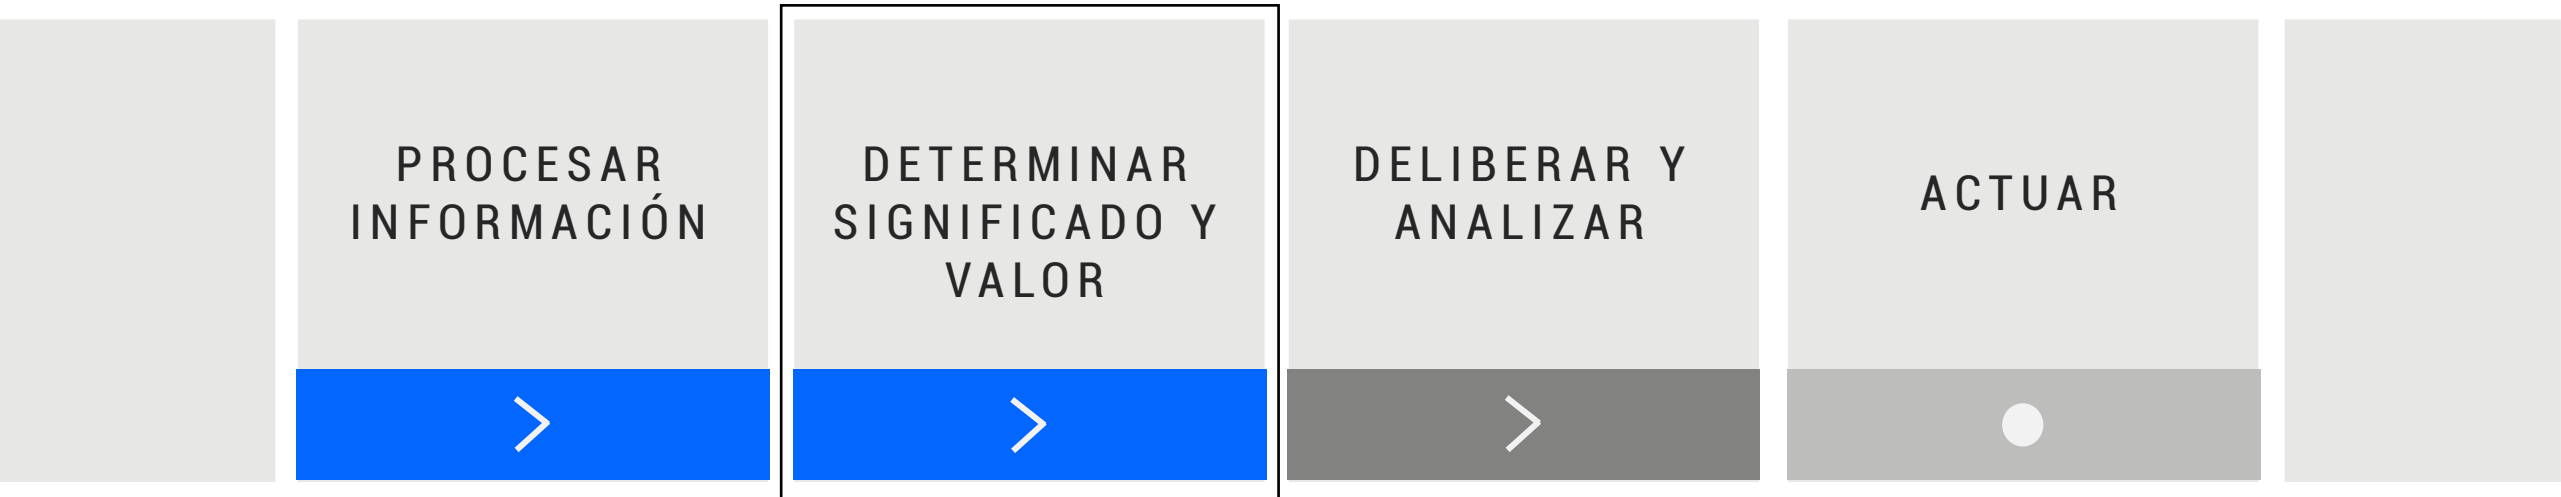 PROCESAR
INFORMACIÓN
DETERMINAR
SIGNIFICADO Y
VALOR
DELIBERAR Y
ANALIZAR
ACTUAR